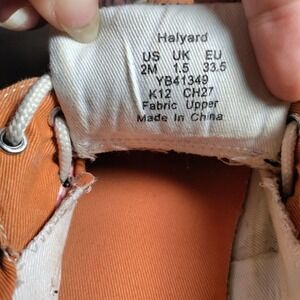 Halyard
US UK EU
2M 1.5 33.5
YB41349
K12 CH27
Fabric Upper
Made In China